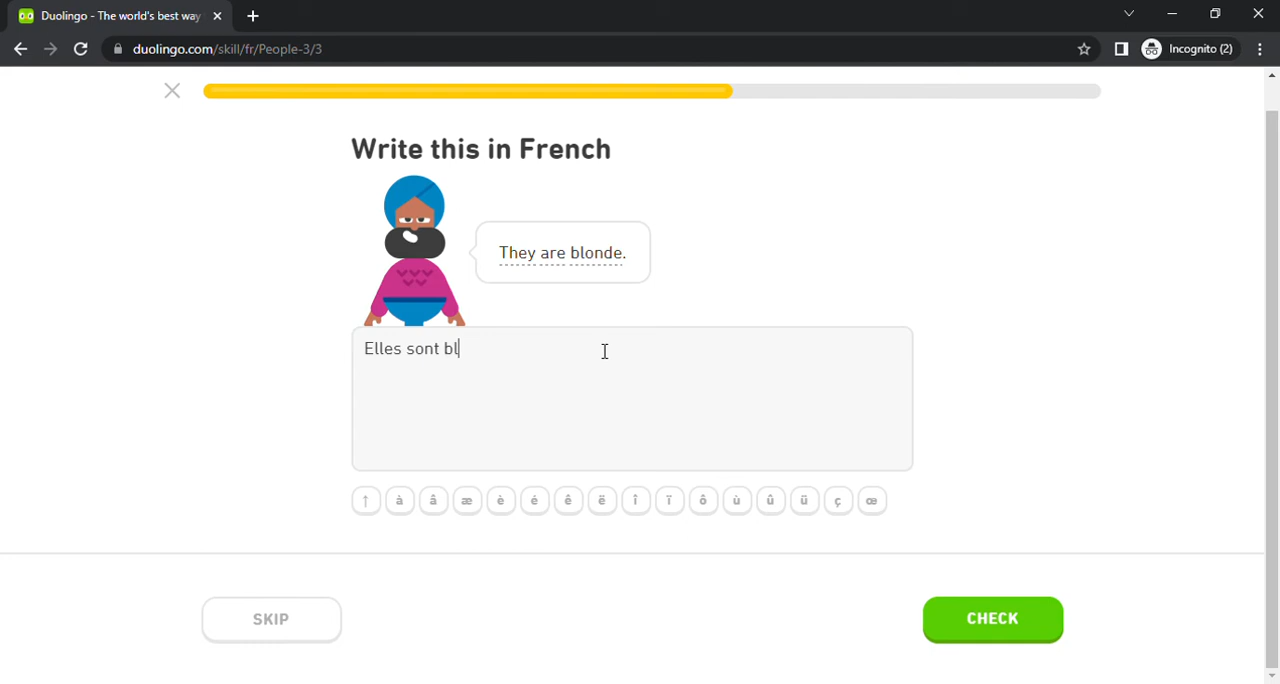 Duolingo - The world's best way
duolingo.com/skill/fr/People-3/3
Incognito (2)
Write this in French
They are blonde.
Elles sont bl
↑ à â æ è é ê ë î ï ô ù û ü ç œ
SKIP
CHECK